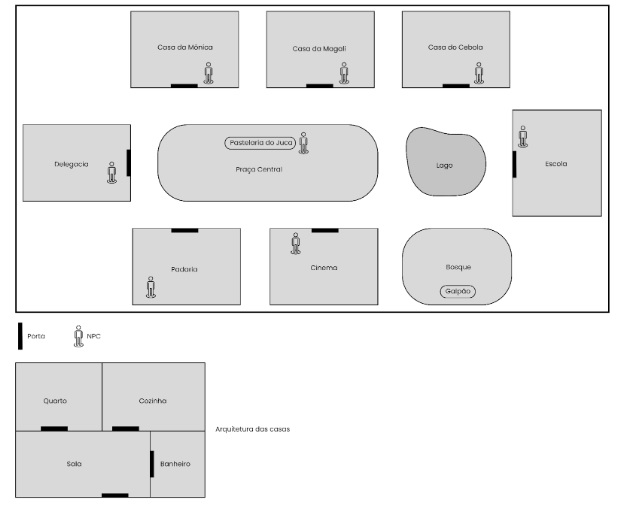 Casa da Mônica
Casa da Magali
Casa do Cebola
Delegacia
Pastelaria do Juca
Praça Central
Lago
Escola
Padaria
Cinema
Bosque
Galpão
Porta
NPC
Quarto
Cozinha
Arquitetura das casas
Sala
Banheiro